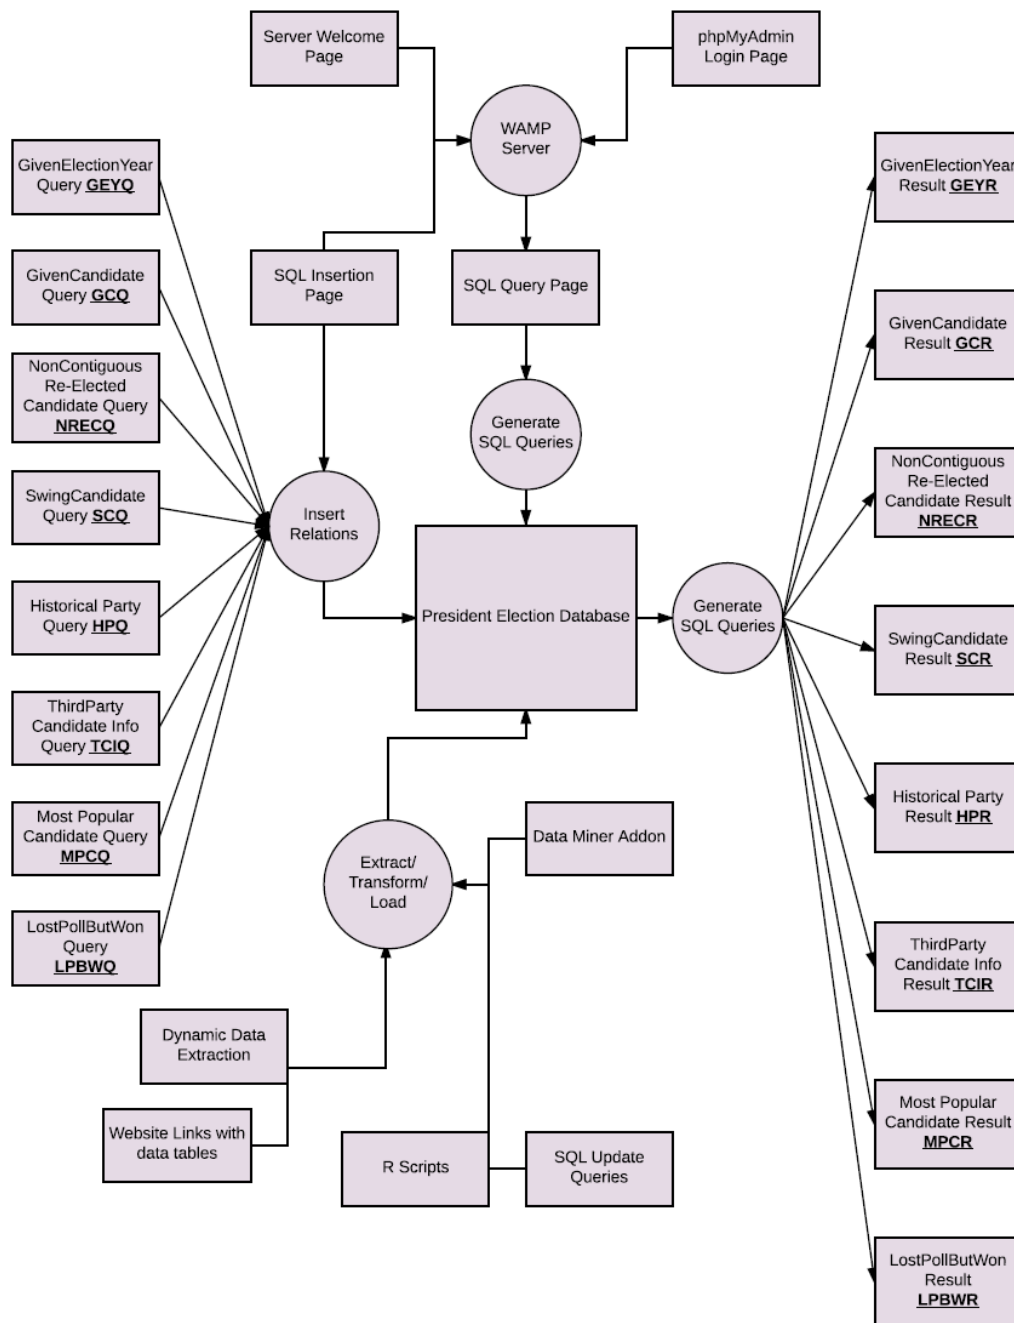 Server Welcome
Page
phpMyAdmin
Login Page
WAMP
Server
GivenElectionYear
Query GEYQ
GivenCandidate
Query GCQ
NonContiguous
Re-Elected
Candidate Query
NRECQ
SwingCandidate
Query SCQ
Historical Party
Query HPQ
ThirdParty
Candidate Info
Query TCIQ
Most Popular
Candidate Query
MPCQ
LostPollButWon
Query
LPBWQ
SQL Insertion
Page
SQL Query Page
Generate
SQL Queries
Insert
Relations
President Election Database
Generate
SQL Queries
Extract/
Transform/
Load
Data Miner Addon
Dynamic Data
Extraction
Website Links with
data tables
R Scripts
SQL Update
Queries
GivenElectionYear
Result GEYR
GivenCandidate
Result GCR
NonContiguous
Re-Elected
Candidate Result
NRECR
SwingCandidate
Result SCR
Historical Party
Result HPR
ThirdParty
Candidate Info
Result TCIR
Most Popular
Candidate Result
MPCR
LostPollButWon
Result
LPBWR